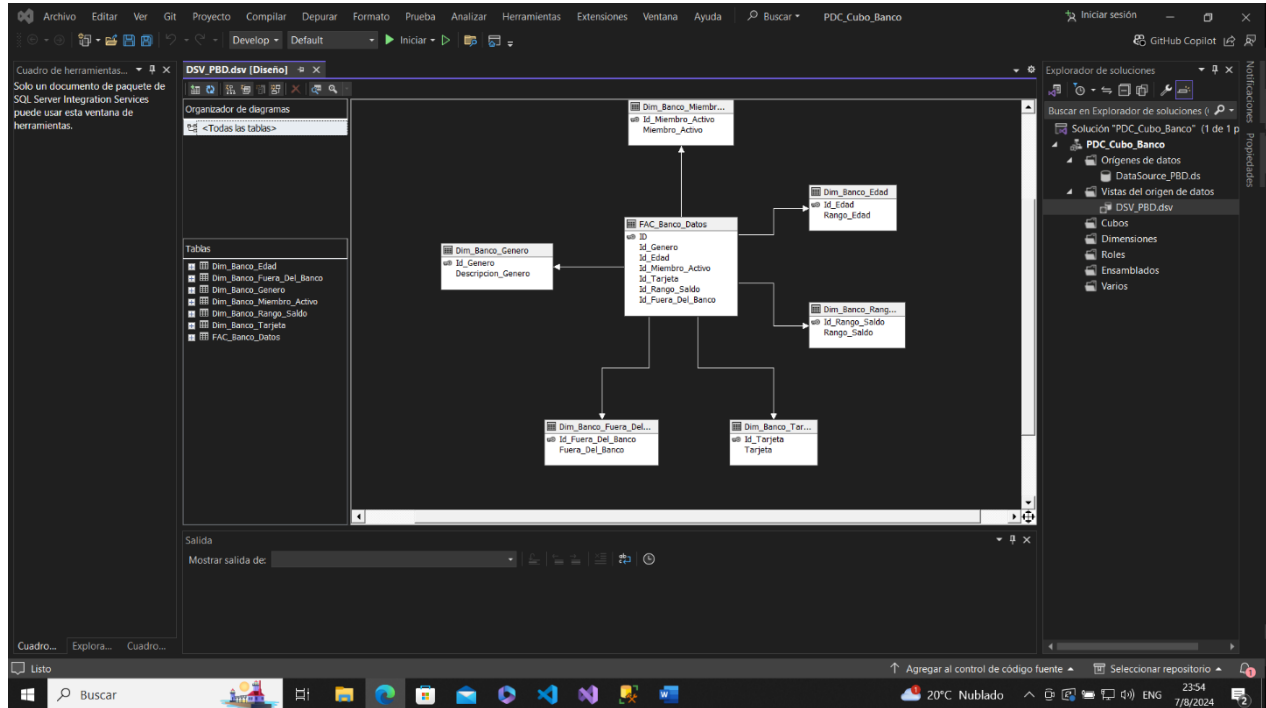 Archivo Editar Ver Git Proyecto Compilar Depurar Formato Prueba Analizar Herramientas Extensiones Ventana Ayuda Buscar PDC_Cubo_Banco Iniciar sesión
Develop Default Iniciar GitHub Copilot
Cuadro de herramientas...
Solo un documento de paquete de
SQL Server Integration Services
puede usar esta ventana de
herramientas.
DSV_PBD.dsv [Diseño]
Organizador de diagramas
<Todas las tablas>
Tablas
Dim_Banco_Edad
Dim_Banco_Fuera_Del_Banco
Dim_Banco_Genero
Dim_Banco_Miembro_Activo
Dim_Banco_Rango_Saldo
Dim_Banco_Tarjeta
FAC_Banco_Datos
Dim_Banco_Miembr...
Id_Miembro_Activo
Miembro_Activo
Dim_Banco_Edad
Id_Edad
Rango_Edad
FAC_Banco_Datos
ID
Id_Genero
Id_Edad
Id_Miembro_Activo
Id_Tarjeta
Id_Rango_Saldo
Id_Fuera_Del_Banco
Dim_Banco_Genero
Id_Genero
Descripcion_Genero
Dim_Banco_Rang...
Id_Rango_Saldo
Rango_Saldo
Dim_Banco_Fuera_Del...
Id_Fuera_Del_Banco
Fuera_Del_Banco
Dim_Banco_Tar...
Id_Tarjeta
Tarjeta
Explorador de soluciones
Buscar en Explorador de soluciones (
Solución "PDC_Cubo_Banco" (1 de 1 p
PDC_Cubo_Banco
Orígenes de datos
DataSource_PBD.ds
Vistas del origen de datos
DSV_PBD.dsv
Cubos
Dimensiones
Roles
Ensamblados
Varios
Notificaciones
Propiedades
Salida
Mostrar salida de:
Cuadro... Explora... Cuadro...
Listo Agregar al control de código fuente Seleccionar repositorio 1
Buscar 20°C Nublado ENG 23:54
7/8/2024 2